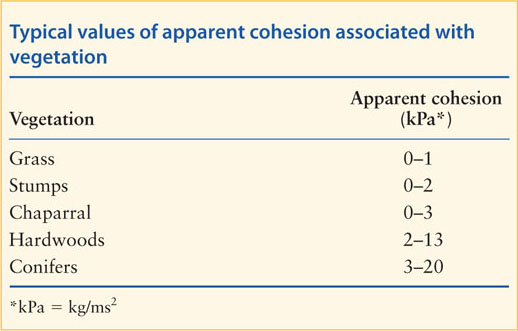 Typical values of apparent cohesion associated with
vegetation
Apparent cohesion
Vegetation (kPa*)
Grass 0–1
Stumps 0–2
Chaparral 0–3
Hardwoods 2–13
Conifers 3–20
*kPa = kg/ms²